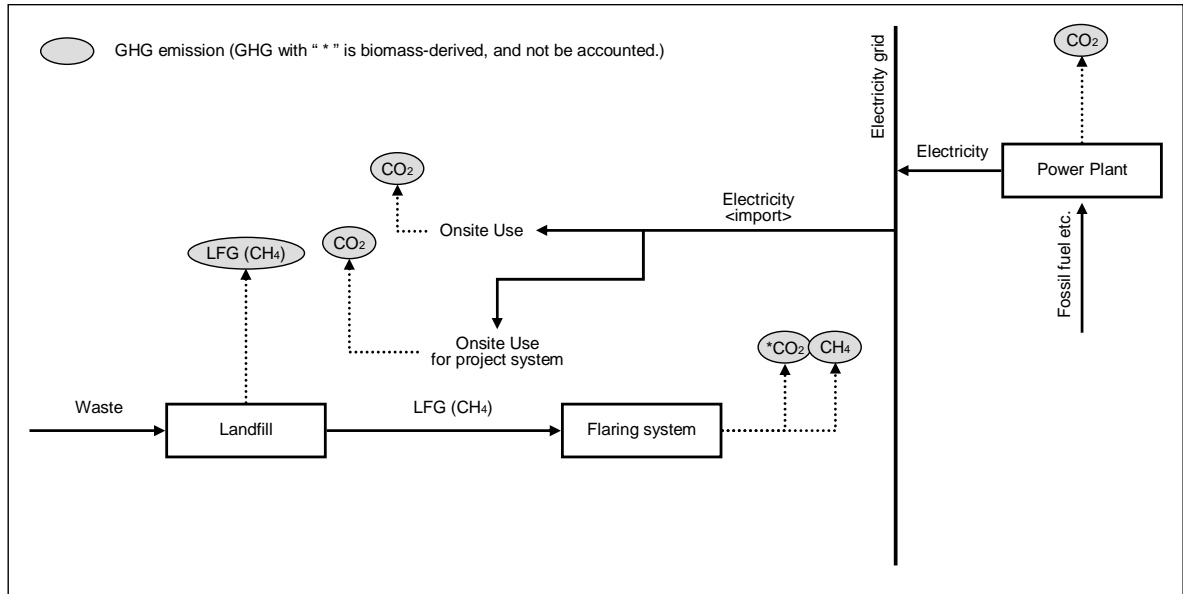 GHG emission (GHG with “ * ” is biomass-derived, and not be accounted.)
CO2
Electricity grid
Electricity
Power Plant
Fossil fuel etc.
CO2
Electricity
<import>
Onsite Use
CO2
LFG (CH4)
Onsite Use
for project system
*CO2
CH4
Waste
Landfill
LFG (CH4)
Flaring system